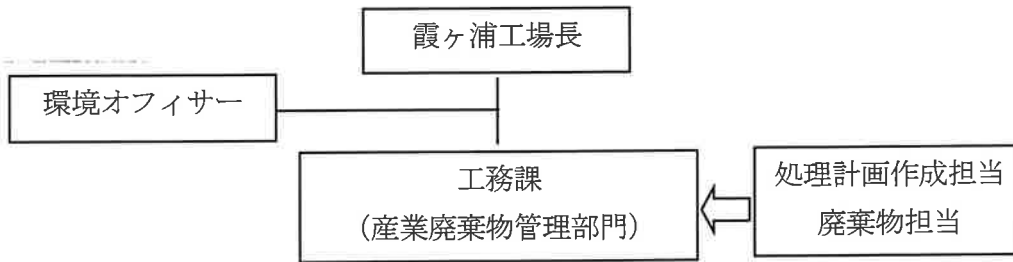 霞ヶ浦工場長
環境オフィサー
工務課
（産業廃棄物管理部門）
処理計画作成担当
廃棄物担当